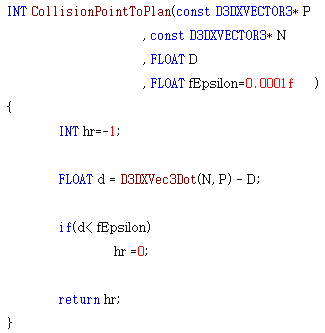 INT CollisionPointToPlan(const D3DXVECTOR3* P
, const D3DXVECTOR3* N
, FLOAT D
, FLOAT fEpsilon=0.0001f )
{
INT hr=-1;
FLOAT d = D3DXVec3Dot(N, P) - D;
if(d< fEpsilon)
hr =0;
return hr;
}